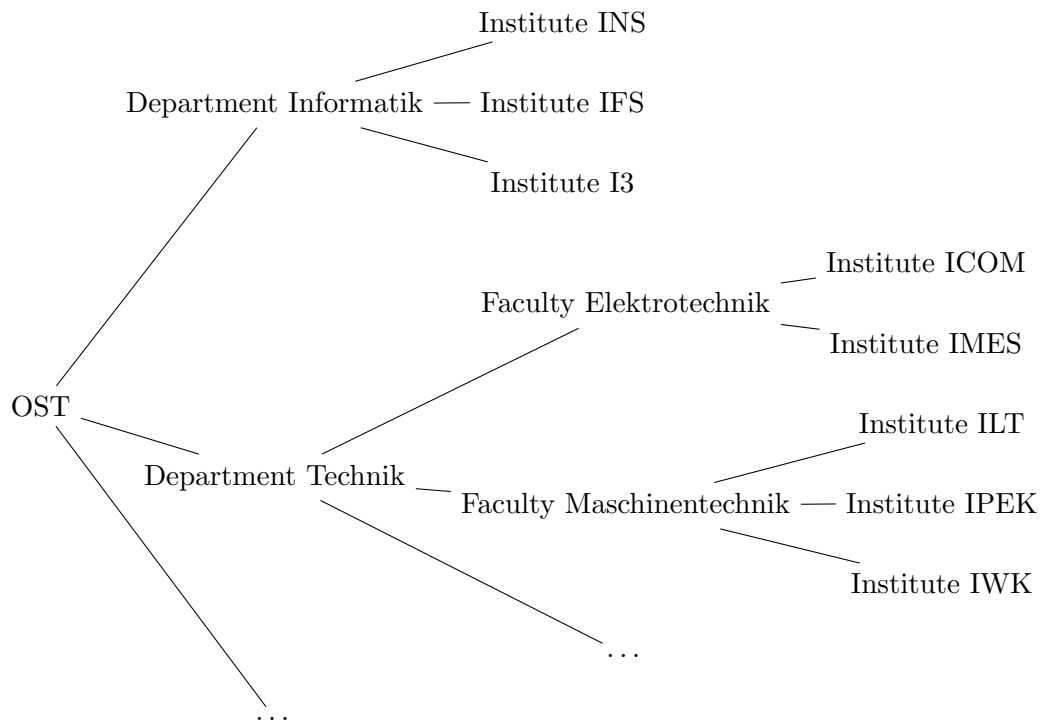 Institute INS
Department Informatik
Institute IFS
Institute I3
Institute ICOM
Faculty Elektrotechnik
Institute IMES
OST
Institute ILT
Department Technik
Faculty Maschinentechnik
Institute IPEK
Institute IWK
...
...